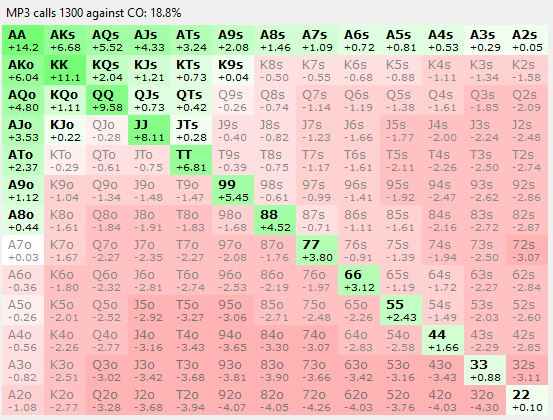 MP3 calls 1300 against CO: 18.8%
AA AKs AQs AJs ATs A9s A8s A7s A6s A5s A4s A3s A2s
+14.2 +6.68 +5.52 +4.33 +3.24 +2.08 +1.46 +1.09 +0.72 +0.81 +0.53 +0.29 +0.05
AKo KK KQs KJs KTs K9s K8s K7s K6s K5s K4s K3s K2s
+6.04 +11.1 +2.04 +1.21 +0.73 +0.04 -0.50 -0.55 -0.68 -0.88 -1.11 -1.34 -1.58
AQo KQo QQ QJs QTs Q9s Q8s Q7s Q6s Q5s Q4s Q3s Q2s
+4.80 +1.11 +9.58 +0.73 +0.42 -0.26 -0.74 -1.14 -1.19 -1.38 -1.61 -1.85 -2.09
AJo KJo QJo JJ JTs J9s J8s J7s J6s J5s J4s J3s J2s
+3.53 +0.22 -0.28 +8.11 +0.28 -0.40 -0.82 -1.23 -1.66 -1.77 -2.00 -2.24 -2.48
ATo KTo QTo JTo TT T9s T8s T7s T6s T5s T4s T3s T2s
+2.37 -0.29 -0.61 -0.75 +6.81 -0.39 -0.75 -1.17 -1.61 -2.11 -2.26 -2.50 -2.74
A9o K9o Q9o J9o T9o 99 98s 97s 96s 95s 94s 93s 92s
+1.12 -1.04 -1.34 -1.48 -1.47 +5.45 -0.61 -0.99 -1.41 -1.92 -2.47 -2.62 -2.86
A8o K8o Q8o J8o T8o 98o 88 87s 86s 85s 84s 83s 82s
+0.44 -1.61 -1.84 -1.91 -1.83 -1.68 +4.52 -0.71 -1.11 -1.61 -2.16 -2.74 -2.87
A7o K7o Q7o J7o T7o 97o 87o 77 76s 75s 74s 73s 72s
+0.03 -1.67 -2.27 -2.35 -2.27 -2.08 -1.76 +3.80 -0.91 -1.39 -1.94 -2.50 -3.07
A6o K6o Q6o J6o T6o 96o 86o 76o 66 65s 64s 63s 62s
-0.36 -1.80 -2.32 -2.81 -2.74 -2.53 -2.19 -1.97 +3.12 -1.19 -1.72 -2.27 -2.84
A5o K5o Q5o J5o T5o 95o 85o 75o 65o 55 54s 53s 52s
-0.26 -2.01 -2.52 -2.92 -3.27 -3.06 -2.71 -2.48 -2.26 +2.43 -1.49 -2.03 -2.60
A4o K4o Q4o J4o T4o 94o 84o 74o 64o 54o 44 43s 42s
-0.56 -2.26 -2.77 -3.16 -3.43 -3.65 -3.30 -3.07 -2.83 -2.58 +1.66 -2.29 -2.85
A3o K3o Q3o J3o T3o 93o 83o 73o 63o 53o 43o 33 32s
-0.82 -2.51 -3.02 -3.42 -3.68 -3.81 -3.90 -3.66 -3.42 -3.16 -3.43 +0.88 -3.11
A2o K2o Q2o J2o T2o 92o 82o 72o 62o 52o 42o 32o 22
-1.08 -2.77 -3.28 -3.68 -3.94 -4.07 -4.05 -4.26 -4.03 -3.76 -4.03 -4.30 +0.10